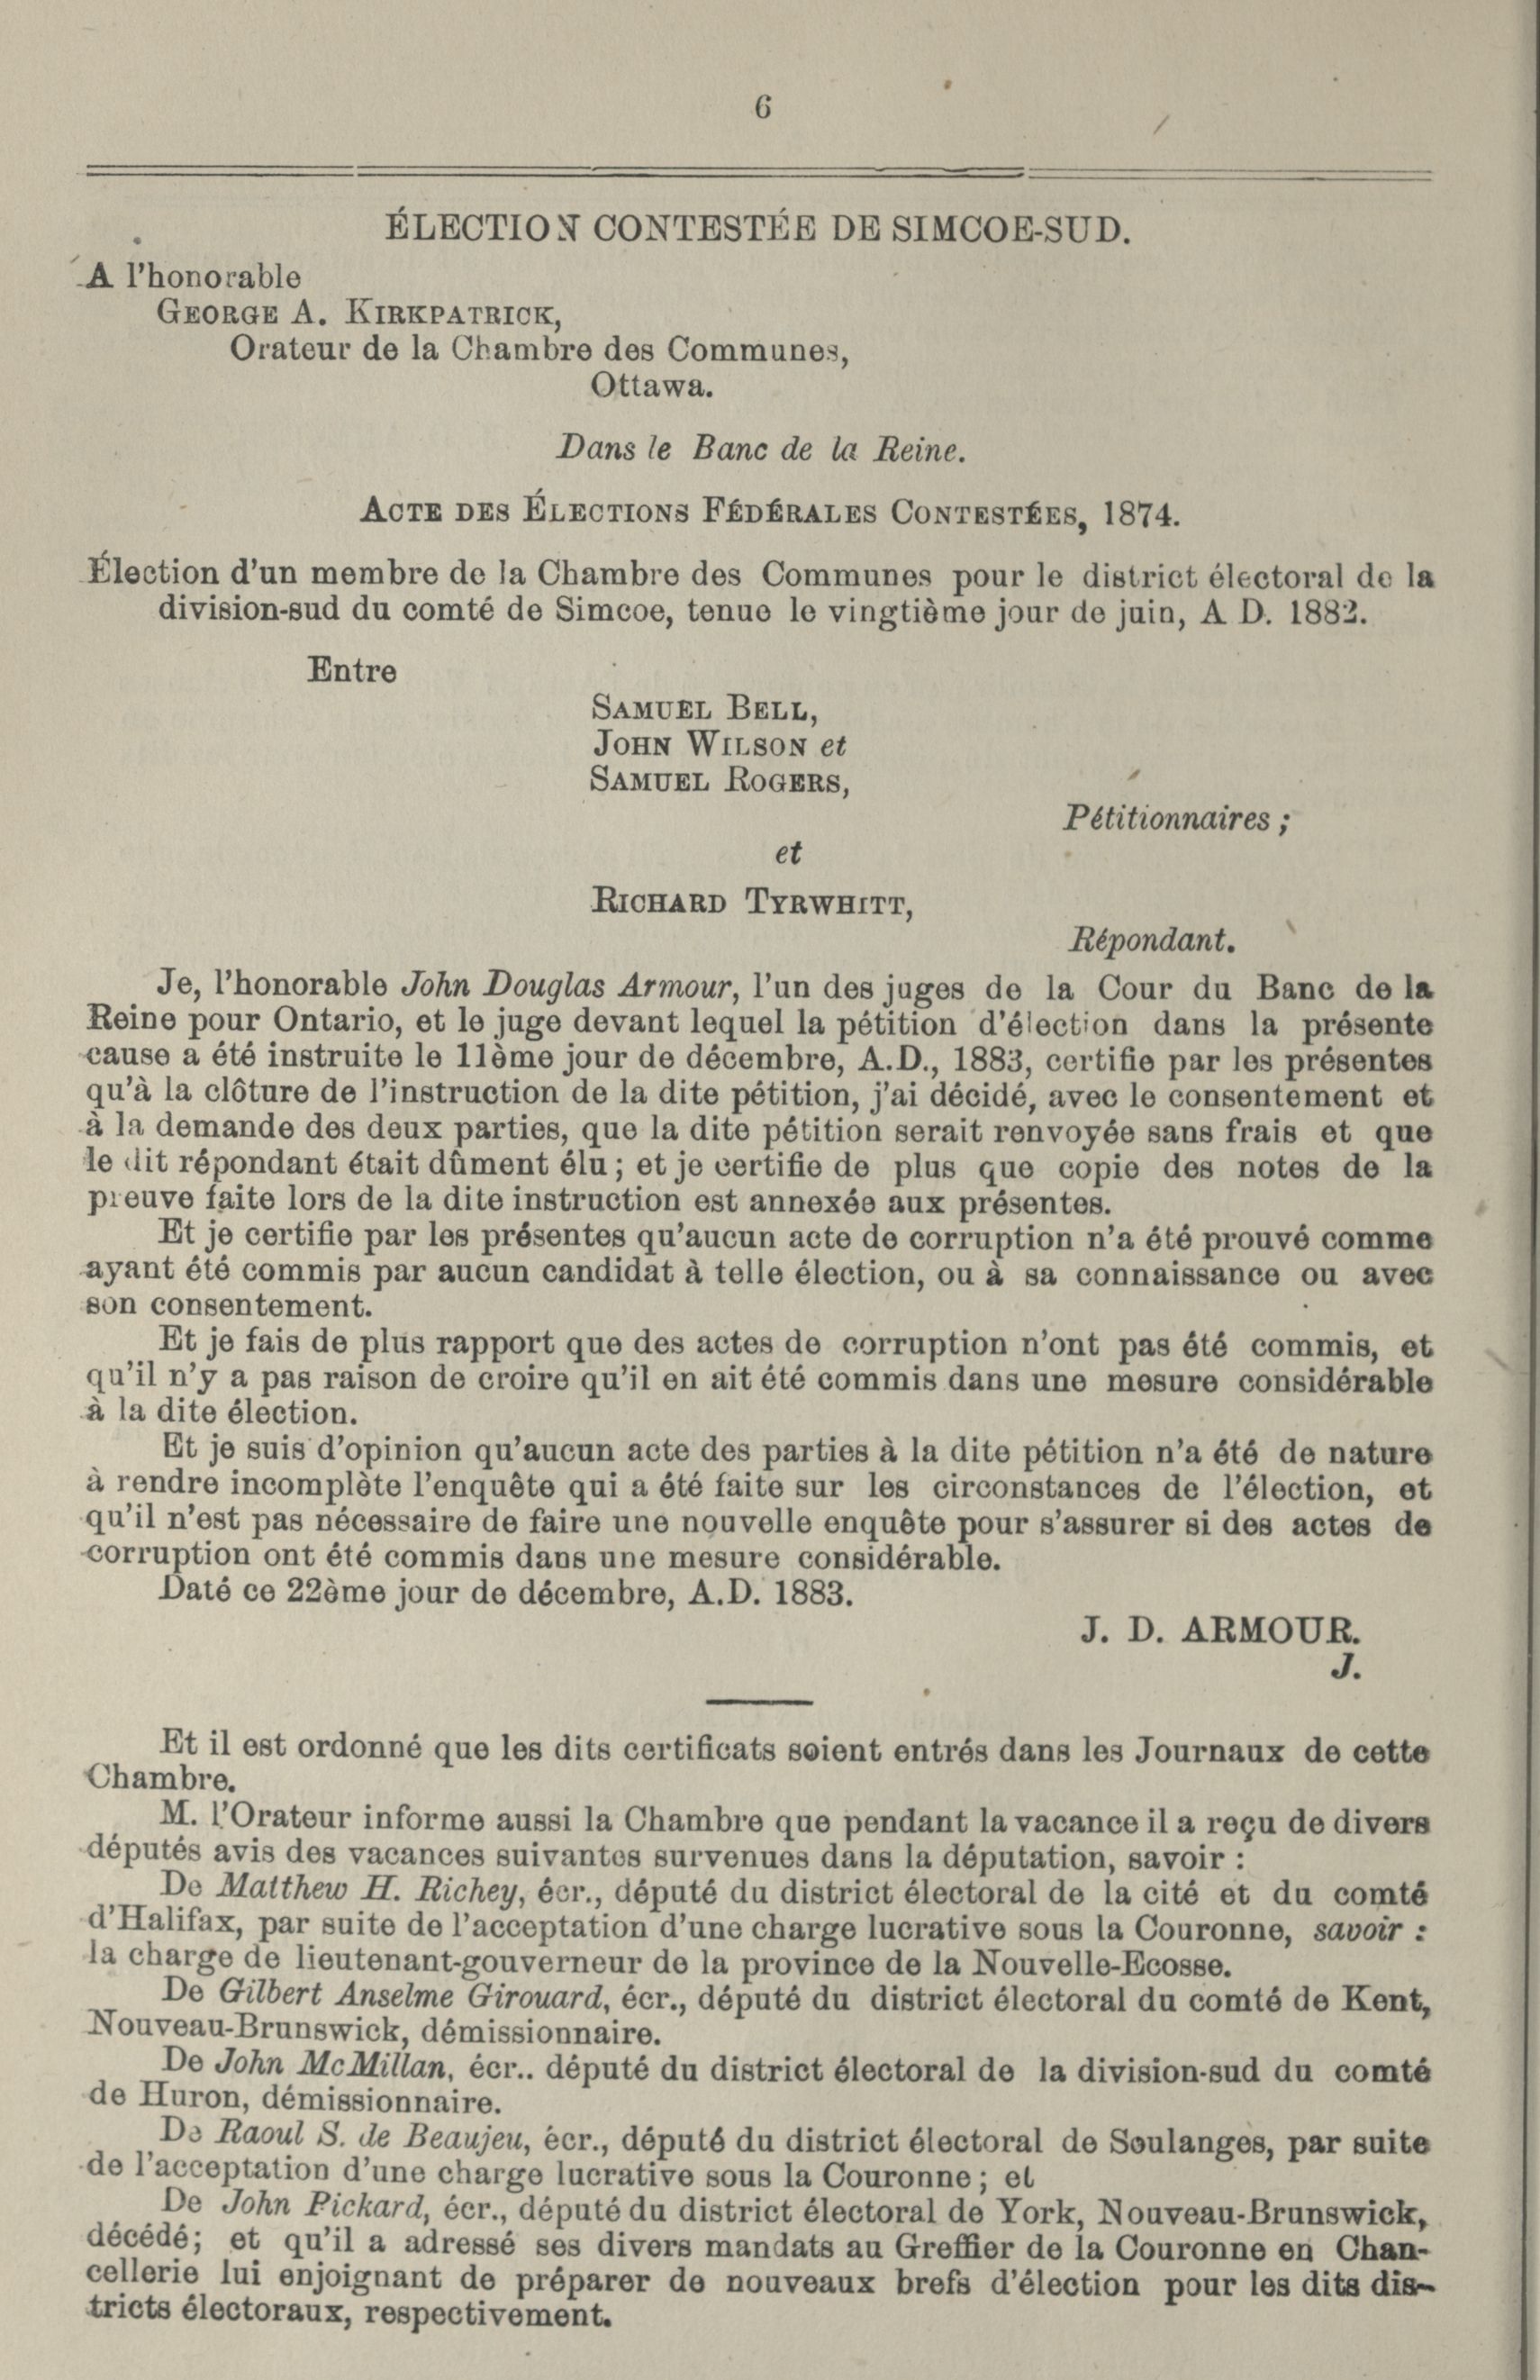 6
ÉLECTION CONTESTÉE DE SIMCOE-SUD.
A l'honorable
GEORGE A. KIRKPATRICK,
Orateur de la Chambre des Communes,
Ottawa.
Dans le Banc de la Reine.
ACTE DES ÉLECTIONS FÉDÉRALES CONTESTÉES, 1874.
Élection d'un membre de la Chambre des Communes pour le district électoral de la
division-sud du comté de Simcoe, tenue le vingtième jour de juin, A D. 1882.
Entre
SAMUEL BELL,
JOHN WILSON et
SAMUEL ROGERS,
Pétitionnaires ;
et
RICHARD TYRWHITT,
Répondant.
Je, l'honorable John Douglas Armour, l'un des juges de la Cour du Banc de la
Reine pour Ontario, et le juge devant lequel la pétition d'élection dans la présente
cause a été instruite le 11ème jour de décembre, A.D., 1883, certifie par les présentes
qu'à la clôture de l'instruction de la dite pétition, j'ai décidé, avec le consentement et
à la demande des deux parties, que la dite pétition serait renvoyée sans frais et que
le dit répondant était dûment élu ; et je certifie de plus que copie des notes de la
preuve faite lors de la dite instruction est annexée aux présentes.
Et je certifie par les présentes qu'aucun acte de corruption n'a été prouvé comme
ayant été commis par aucun candidat à telle élection, ou à sa connaissance ou avec
son consentement.
Et je fais de plus rapport que des actes de corruption n'ont pas été commis, et
qu'il n'y a pas raison de croire qu'il en ait été commis dans une mesure considérable
à la dite élection.
Et je suis d'opinion qu'aucun acte des parties à la dite pétition n'a été de nature
à rendre incomplète l'enquête qui a été faite sur les circonstances de l'élection, et
qu'il n'est pas nécessaire de faire une nouvelle enquête pour s'assurer si des actes de
corruption ont été commis dans une mesure considérable.
Daté ce 22ème jour de décembre, A.D. 1883.
J. D. ARMOUR.
J.
Et il est ordonné que les dits certificats soient entrés dans les Journaux de cette
Chambre.
M. l'Orateur informe aussi la Chambre que pendant la vacance il a reçu de divers
députés avis des vacances suivantes survenues dans la députation, savoir :
De Matthew H. Richey, écr., député du district électoral de la cité et du comté
d'Halifax, par suite de l'acceptation d'une charge lucrative sous la Couronne, savoir :
la charge de lieutenant-gouverneur de la province de la Nouvelle-Ecosse.
De Gilbert Anselme Girouard, écr., député du district électoral du comté de Kent,
Nouveau-Brunswick, démissionnaire.
De John McMillan, écr.. député du district électoral de la division-sud du comté
de Huron, démissionnaire.
De Raoul S. de Beaujeu, écr., député du district électoral de Soulanges, par suite
de l'acceptation d'une charge lucrative sous la Couronne ; et
De John Pickard, écr., député du district électoral de York, Nouveau-Brunswick,
décédé; et qu'il a adressé ses divers mandats au Greffier de la Couronne en Chan-
cellerie lui enjoignant de préparer de nouveaux brefs d'élection pour les dits dis-
tricts électoraux, respectivement.